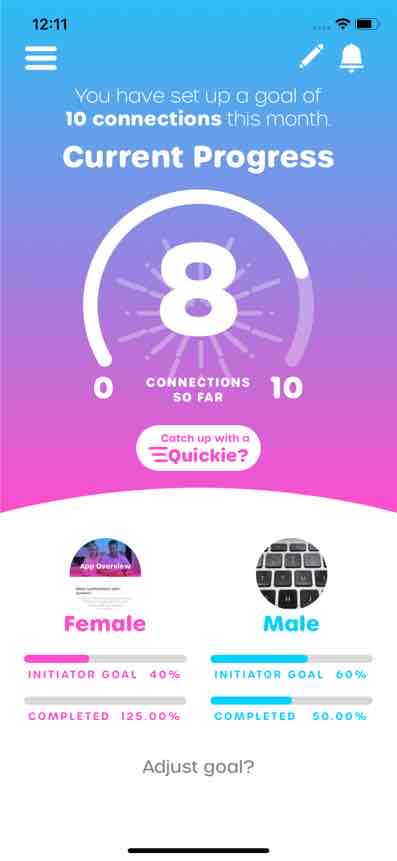 12:11
You have set up a goal of
10 connections this month.
Current Progress
8
0 CONNECTIONS SO FAR 10
Catch up with a
Quickie?
App Overview
Female Male
INITIATOR GOAL 40% INITIATOR GOAL 60%
COMPLETED 125.00% COMPLETED 50.00%
Adjust goal?